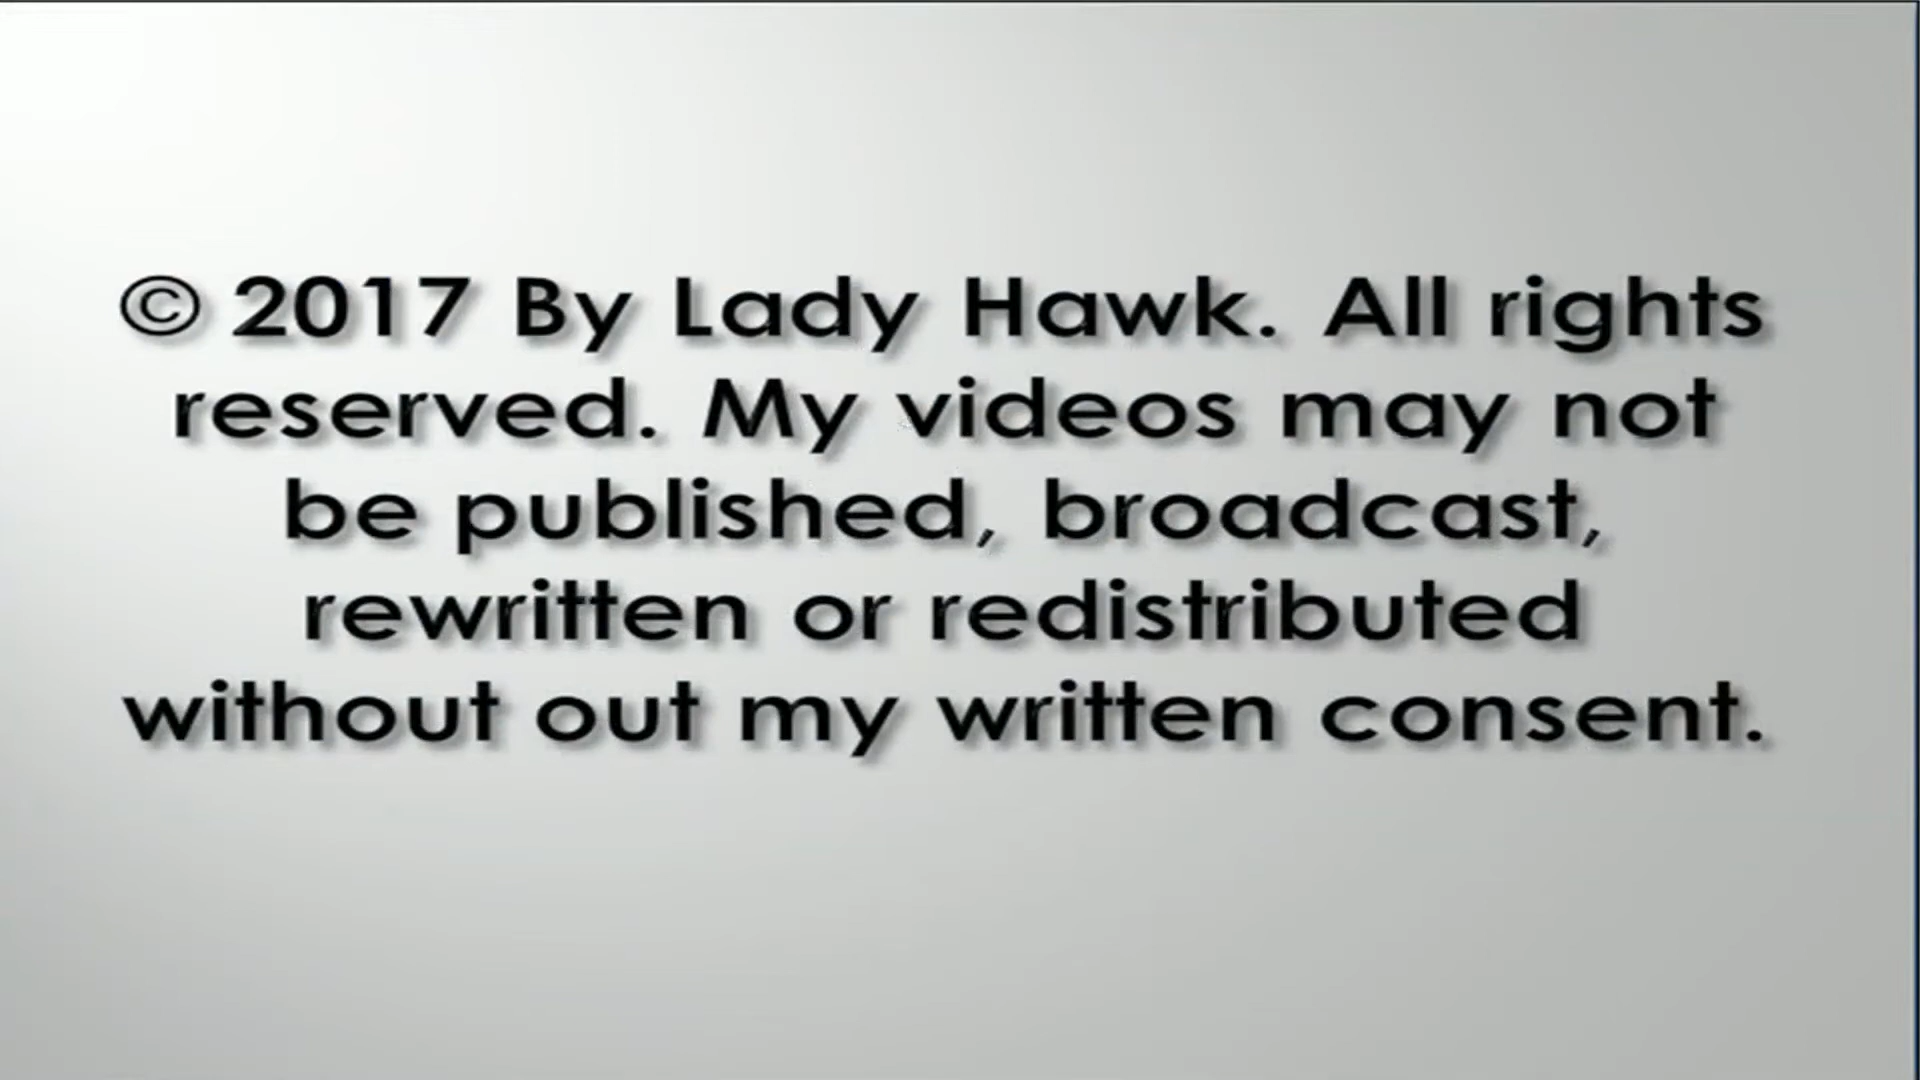 © 2017 By Lady Hawk. All rights
reserved. My videos may not
be published, broadcast,
rewritten or redistributed
without out my written consent.